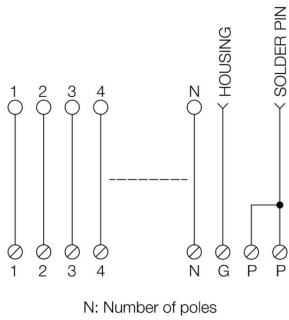 HOUSING
SOLDER PIN
1 2 3 4 N
1 2 3 4 N G P P
N: Number of poles